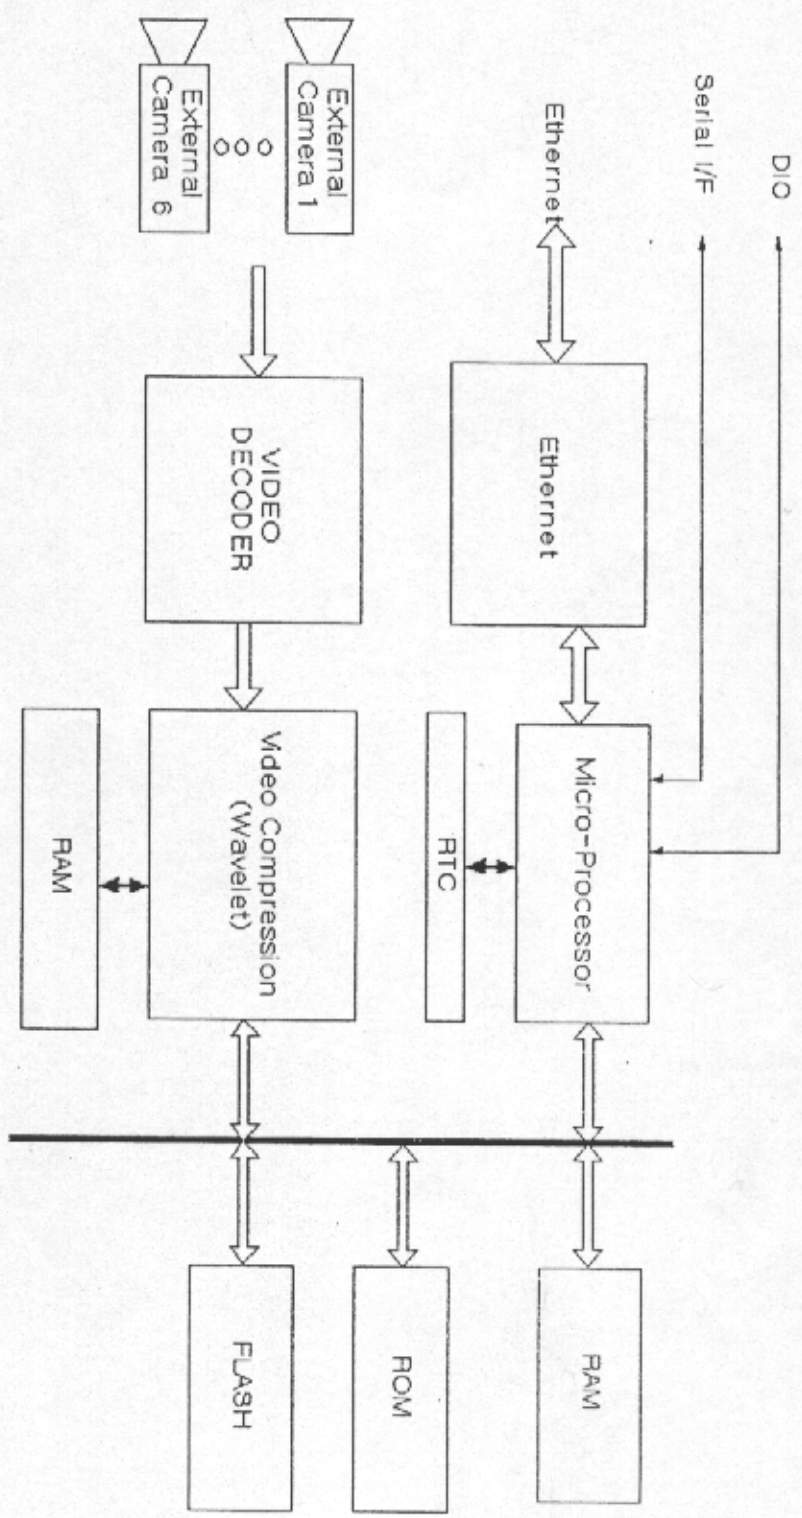 DIO
Serial I/F
Ethernet
Ethernet
Micro-Processor
RTC
RAM
External
Camera 1
External
Camera 6
VIDEO
DECODER
Video Compression
(Wavelet)
RAM
ROM
FLASH